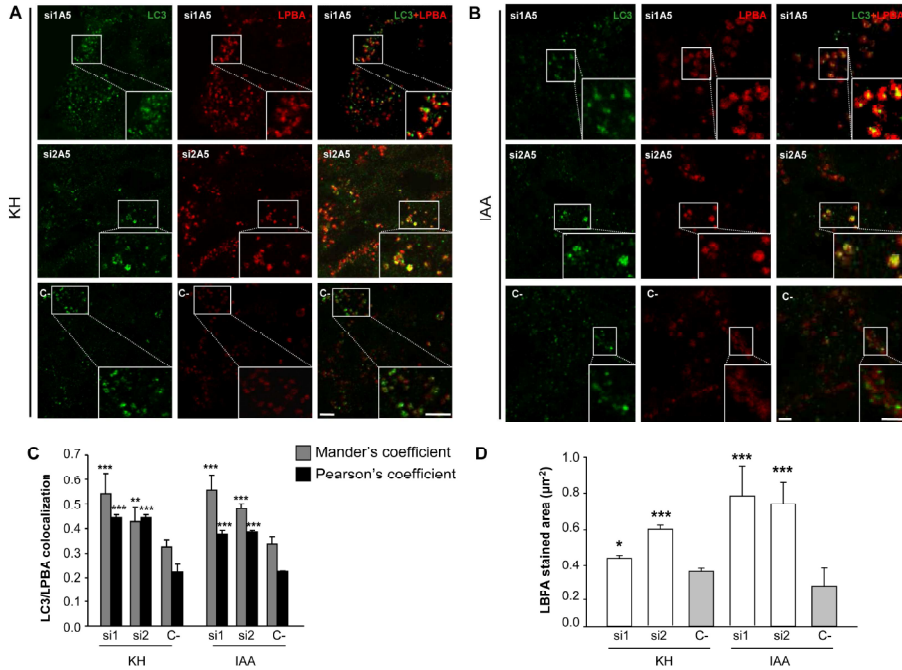 A
si1A5 LC3
LPBA
LC3+LPBA
si2A5
si2A5
si2A5
C-
C-
C-
KH
B
si1A5 LC3
si1A5 LPBA
si1A5 LC3+LPBA
si2A5
si2A5
si2A5
C-
C-
C-
IAA
C
Mander's coefficient
Pearson's coefficient
LC3/LPBA colocalization
0.7
0.6
0.5
0.4
0.3
0.2
0.1
0.0
*** *** ** *** *** *** *** ***
si1 si2 C- si1 si2 C-
KH IAA
D
LBFA stained area (µm²)
1.0
0.8
0.6
0.4
0.2
0
* *** *** ***
si1 si2 C- si1 si2 C-
KH IAA